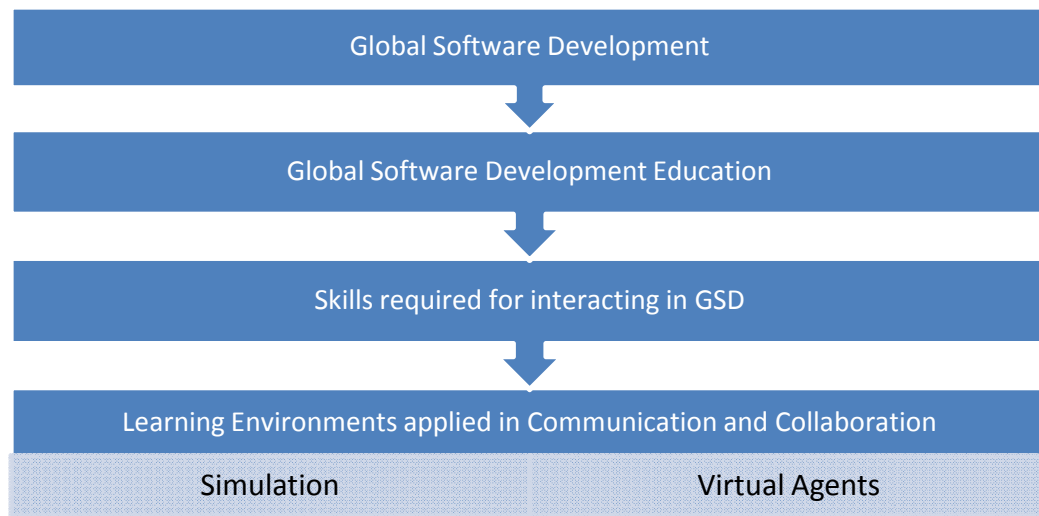 Global Software Development
Global Software Development Education
Skills required for interacting in GSD
Learning Environments applied in Communication and Collaboration
Simulation
Virtual Agents